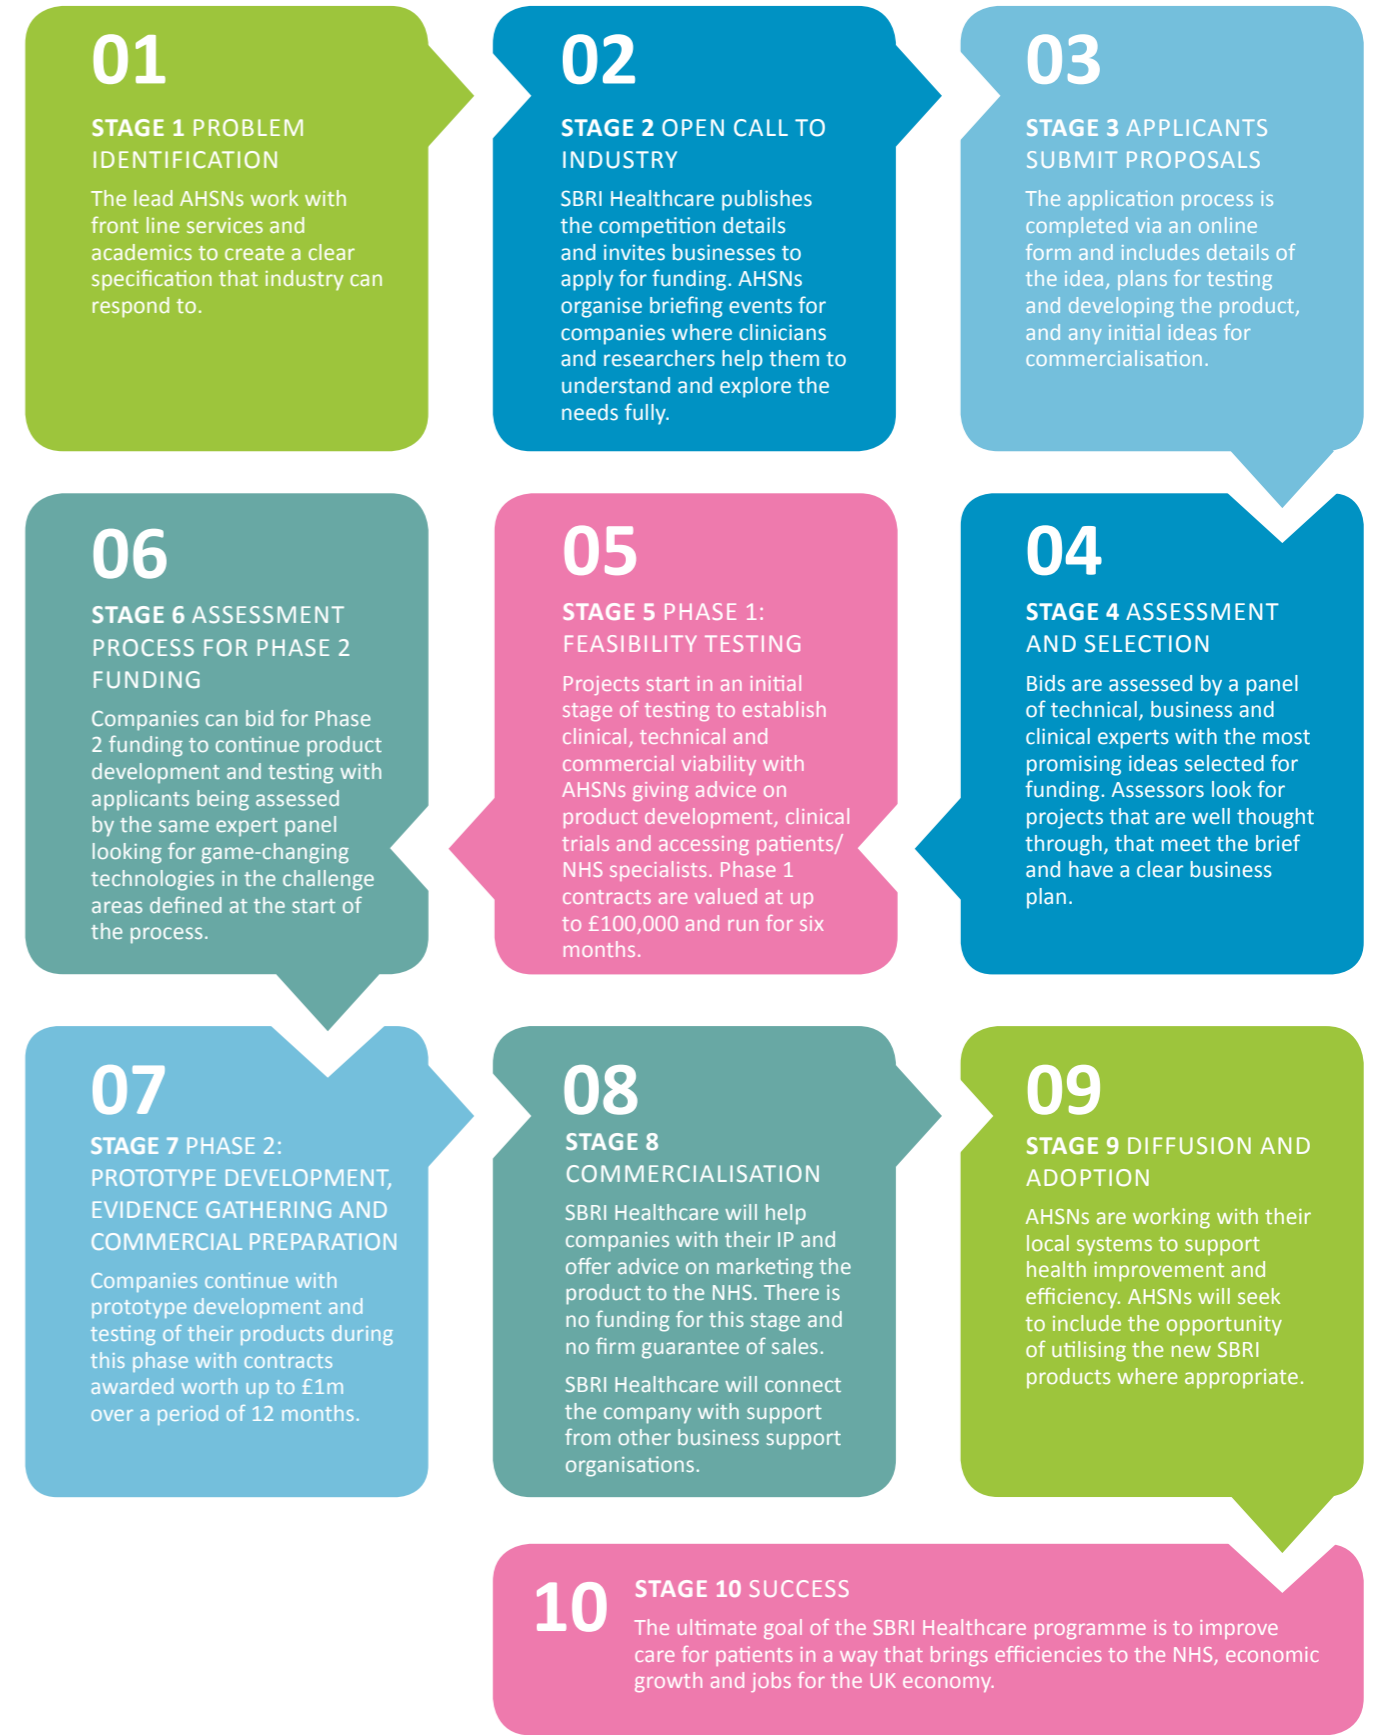 01
STAGE 1 PROBLEM
IDENTIFICATION
The lead AHSNs work with
front line services and
academics to create a clear
specification that industry can
respond to.
02
STAGE 2 OPEN CALL TO
INDUSTRY
SBRI Healthcare publishes
the competition details
and invites businesses to
apply for funding. AHSNs
organise briefing events for
companies where clinicians
and researchers help them to
understand and explore the
needs fully.
03
STAGE 3 APPLICANTS
SUBMIT PROPOSALS
The application process is
completed via an online
form and includes details of
the idea, plans for testing
and developing the product,
and any initial ideas for
commercialisation.
04
STAGE 4 ASSESSMENT
AND SELECTION
Bids are assessed by a panel
of technical, business and
clinical experts with the most
promising ideas selected for
funding. Assessors look for
projects that are well thought
through, that meet the brief
and have a clear business
plan.
05
STAGE 5 PHASE 1:
FEASIBILITY TESTING
Projects start in an initial
stage of testing to establish
clinical, technical and
commercial viability with
AHSNs giving advice on
product development, clinical
trials and accessing patients/
NHS specialists. Phase 1
contracts are valued at up
to £100,000 and run for six
months.
06
STAGE 6 ASSESSMENT
PROCESS FOR PHASE 2
FUNDING
Companies can bid for Phase
2 funding to continue product
development and testing with
applicants being assessed
by the same expert panel
looking for game-changing
technologies in the challenge
areas defined at the start of
the process.
07
STAGE 7 PHASE 2:
PROTOTYPE DEVELOPMENT,
EVIDENCE GATHERING AND
COMMERCIAL PREPARATION
Companies continue with
prototype development and
testing of their products during
this phase with contracts
awarded worth up to £1m
over a period of 12 months.
08
STAGE 8
COMMERCIALISATION
SBRI Healthcare will help
companies with their IP and
offer advice on marketing the
product to the NHS. There is
no funding for this stage and
no firm guarantee of sales.
SBRI Healthcare will connect
the company with support
from other business support
organisations.
09
STAGE 9 DIFFUSION AND
ADOPTION
AHSNs are working with their
local systems to support
health improvement and
efficiency. AHSNs will seek
to include the opportunity
of utilising the new SBRI
products where appropriate.
10
STAGE 10 SUCCESS
The ultimate goal of the SBRI Healthcare programme is to improve
care for patients in a way that brings efficiencies to the NHS, economic
growth and jobs for the UK economy.